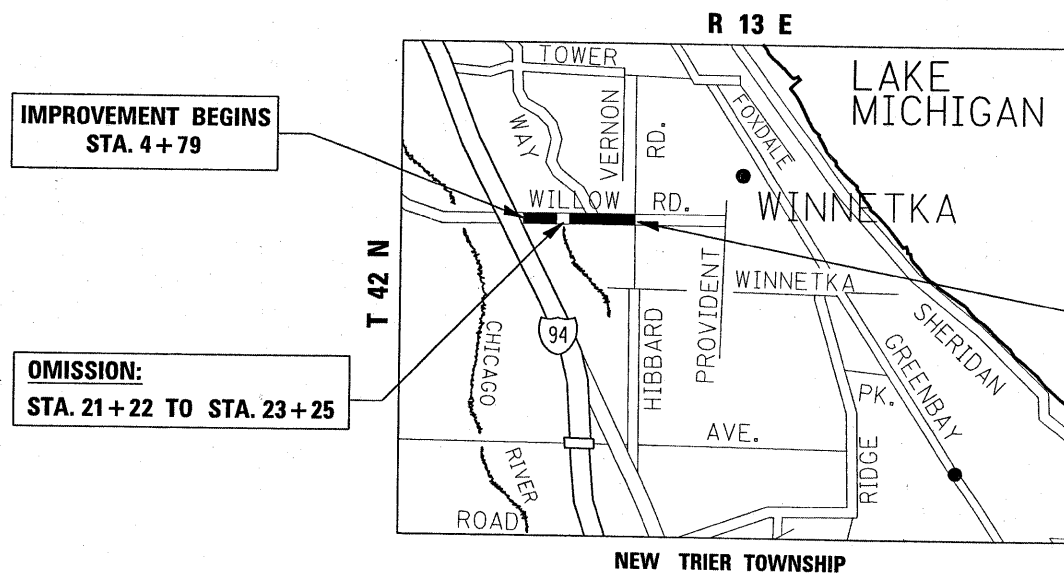 R 13 E
TOWER
LAKE
MICHIGAN
IMPROVEMENT BEGINS
STA. 4+79
WAY
VERNON
RD.
FOXDALE
WILLOW RD.
WINNETKA
T 42 N
PROVIDENT
WINNETKA
94
CHICAGO
HIBBARD
SHERIDAN
GREENBAY
OMISSION:
STA. 21+22 TO STA. 23+25
PK.
AVE.
RIDGE
RIVER
ROAD
NEW TRIER TOWNSHIP